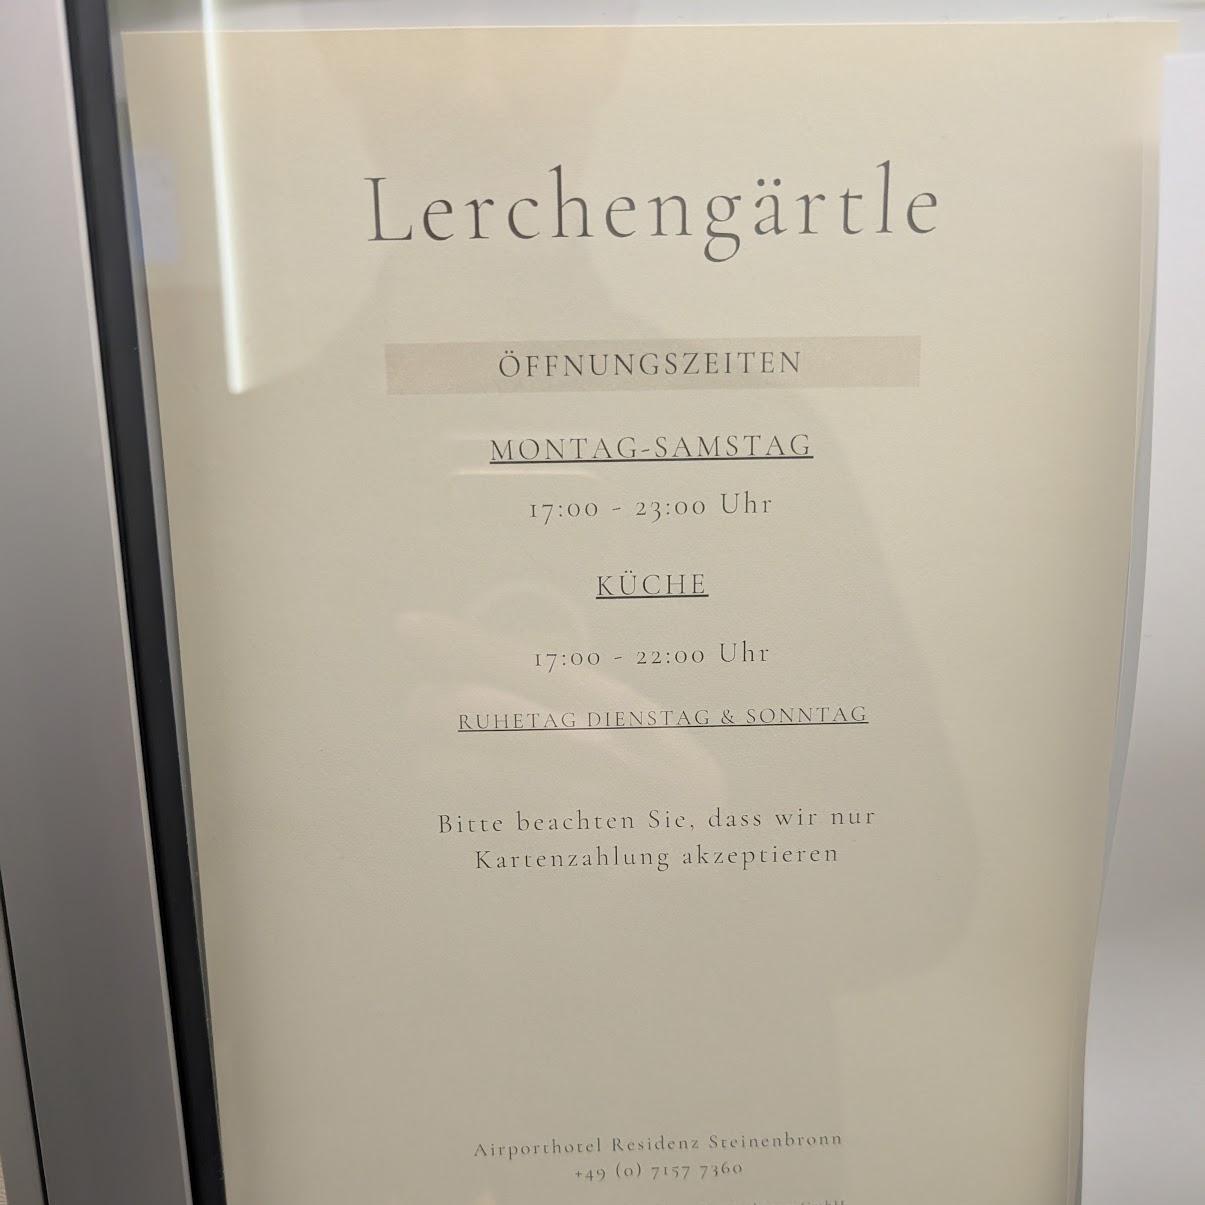 Lerchengärtle
ÖFFNUNGSZEITEN
MONTAG-SAMSTAG
17:00 - 23:00 Uhr
KÜCHE
17:00 - 22:00 Uhr
RUHETAG DIENSTAG & SONNTAG
Bitte beachten Sie, dass wir nur
Kartenzahlung akzeptieren
Airporthotel Residenz Steinenbronn
+49 (0) 7157 7360